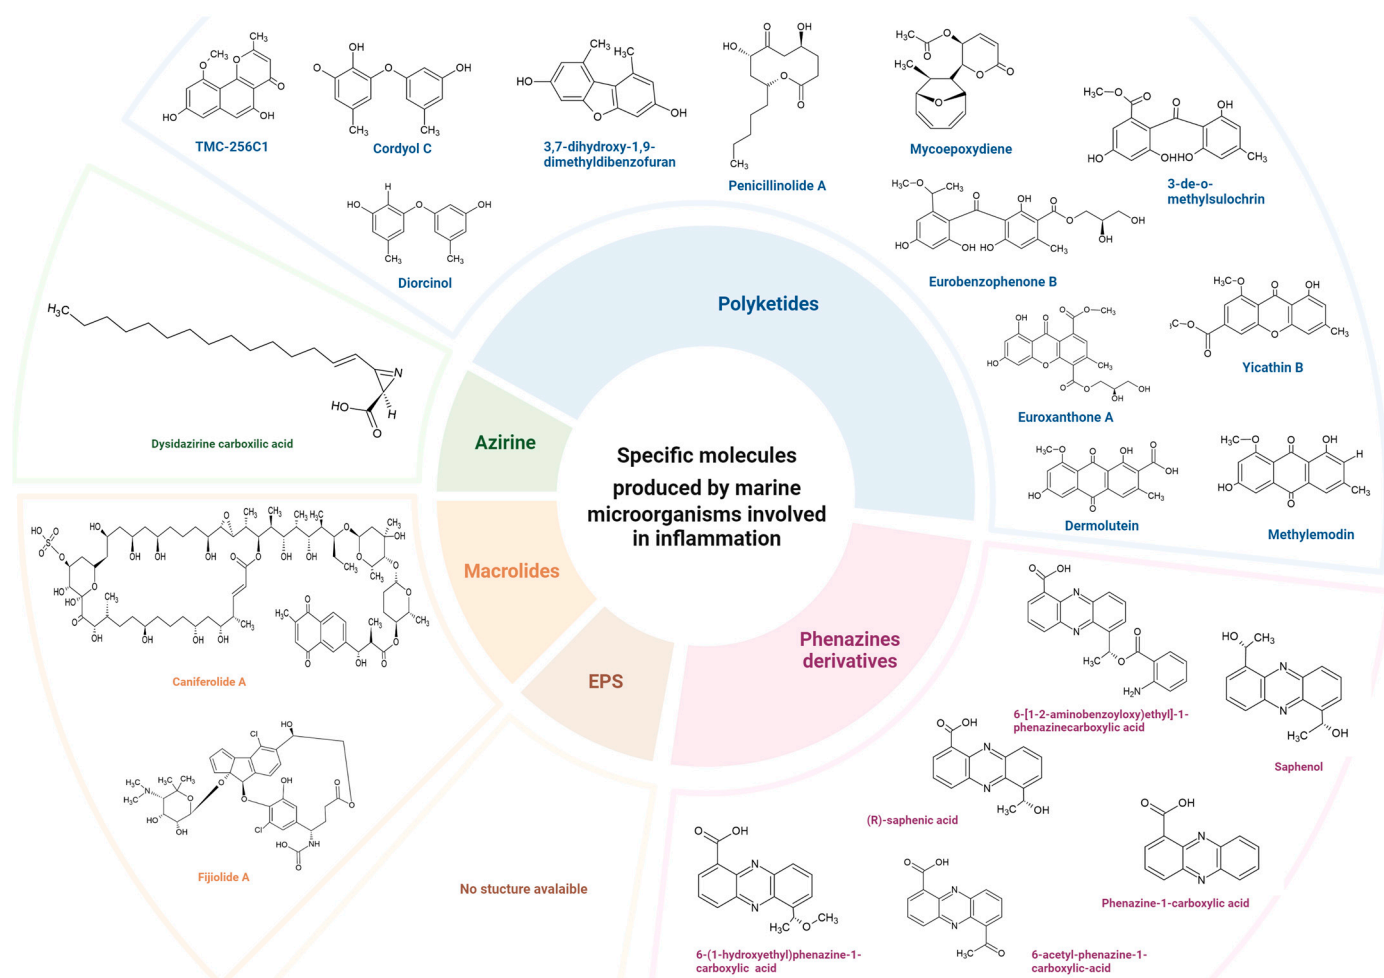 TMC-256C1
Cordyol C
3,7-dihydroxy-1,9-
dimethyldibenzofuran
Penicillinolide A
Mycoepoxydiene
3-de-o-
methylsulochrin
Diorcinol
Eurobenzophenone B
Polyketides
Yicathin B
Euroxanthone A
Dermolutein
Methylemodin
Azirine
Dysidazirine carboxilic acid
Specific molecules
produced by marine
microorganisms involved
in inflammation
Macrolides
Caniferolide A
Fijiolide A
EPS
No stucture avalaible
Phenazines
derivatives
6-[1-2-aminobenzoyloxy)ethyl]-1-
phenazinecarboxylic acid
Saphenol
(R)-saphenic acid
Phenazine-1-carboxylic acid
6-(1-hydroxyethyl)phenazine-1-
carboxylic acid
6-acetyl-phenazine-1-
carboxylic-acid